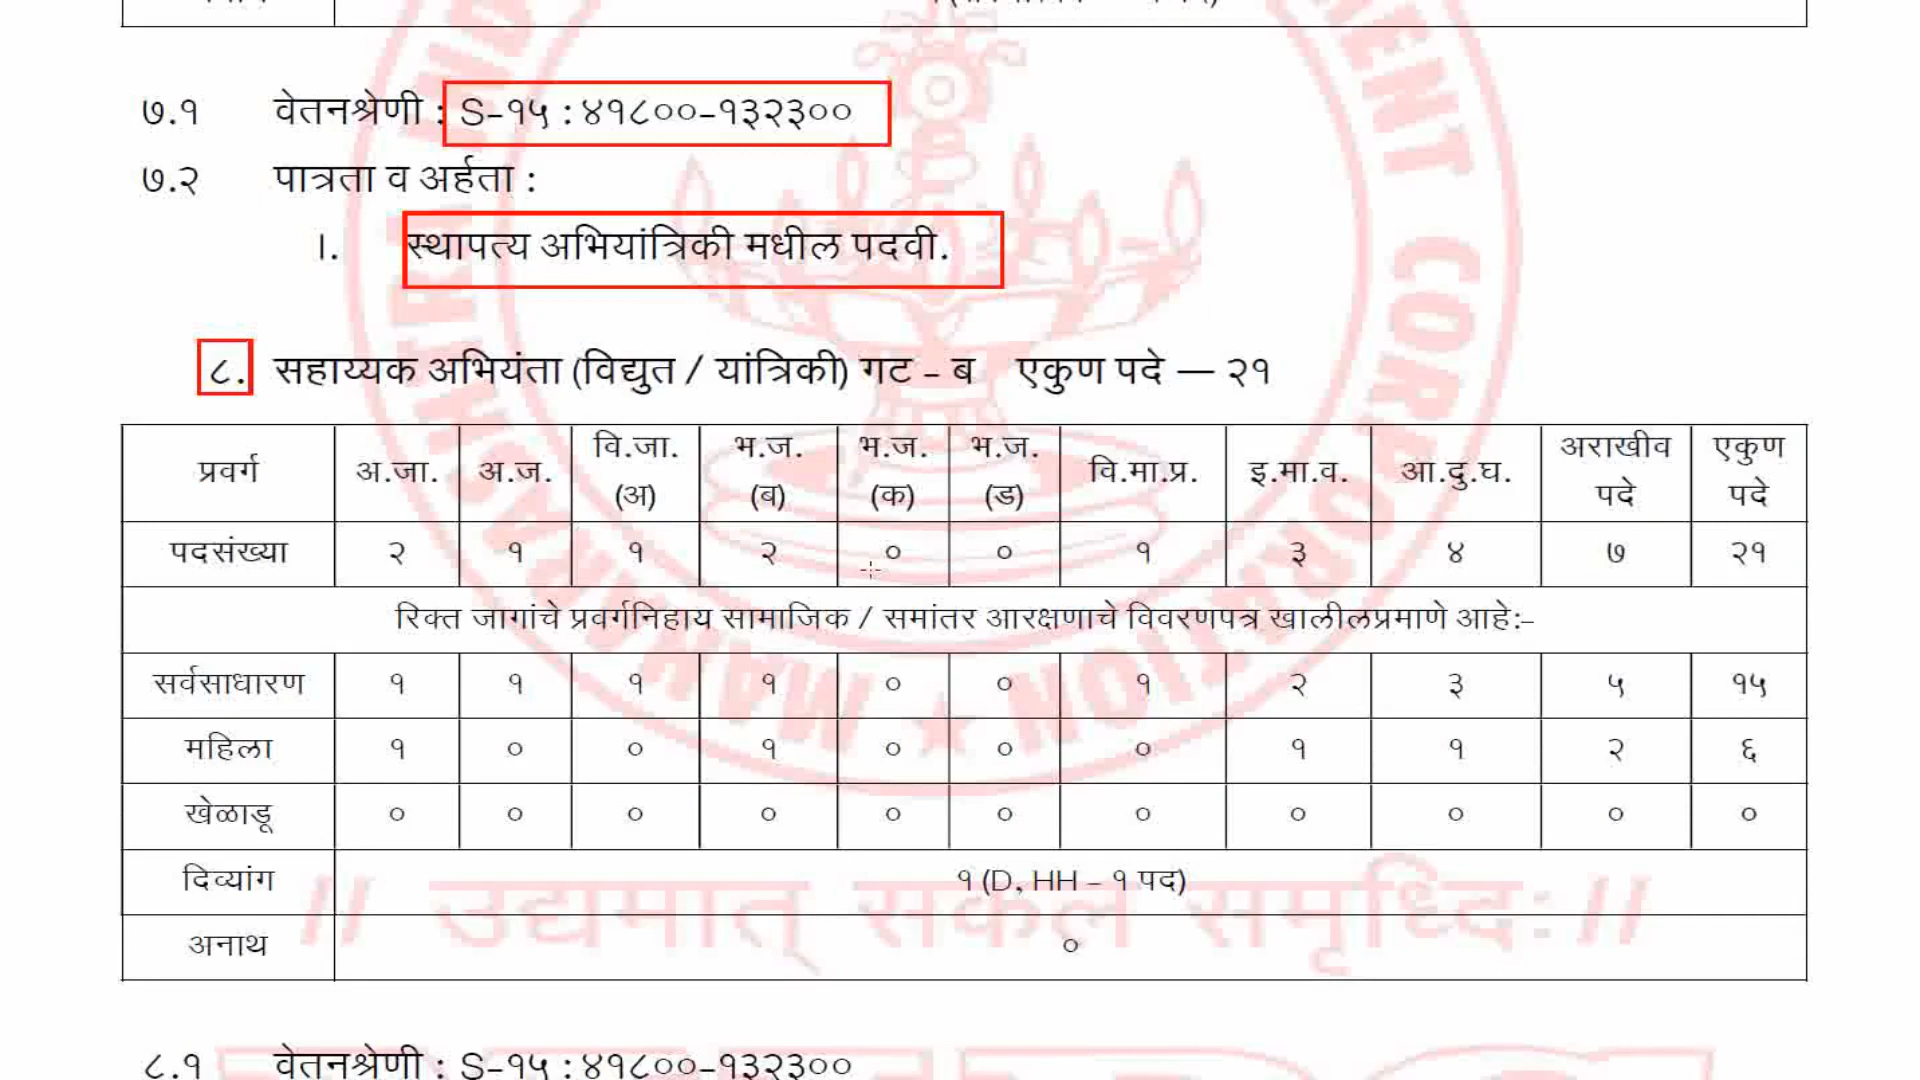 ७.१ वेतनश्रेणी : S-१५ : ४१८००-१३२३००
७.२ पात्रता व अर्हता :
I. स्थापत्य अभियांत्रिकी मधील पदवी.
८. सहाय्यक अभियंता (विद्युत / यांत्रिकी) गट - ब एकुण पदे — २१
प्रवर्ग अ.जा. अ.ज. वि.जा. (अ) भ.ज. (ब) भ.ज. (क) भ.ज. (ड) वि.मा.प्र. इ.मा.व. आ.दु.घ. अराखीव पदे एकुण पदे
पदसंख्या २ १ १ २ ० ० १ ३ ४ ७ २१
रिक्त जागांचे प्रवर्गनिहाय सामाजिक / समांतर आरक्षणाचे विवरणपत्र खालीलप्रमाणे आहे:-
सर्वसाधारण १ १ १ १ ० ० १ २ ३ ५ १५
महिला १ ० ० १ ० ० ० १ १ २ ६
खेळाडू ० ० ० ० ० ० ० ० ० ० ०
दिव्यांग १ (D, HH - १ पद)
// उद्यमात् सकल समृध्दिः //
अनाथ ०
८.१ वेतनश्रेणी : S-१५ : ४१८००-१३२३००